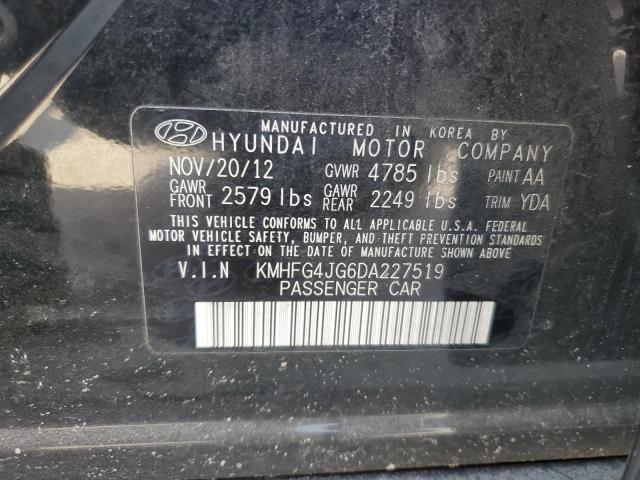 MANUFACTURED IN KOREA BY
HYUNDAI MOTOR COMPANY
NOV/20/12 GVWR 4785 lbs PAINT AA
GAWR FRONT 2579 lbs GAWR REAR 2249 lbs TRIM YDA
THIS VEHICLE CONFORMS TO ALL APPLICABLE U.S.A. FEDERAL
MOTOR VEHICLE SAFETY, BUMPER, AND THEFT PREVENTION STANDARDS
IN EFFECT ON THE DATE OF MANUFACTURE SHOWN ABOVE
V.I.N KMHFG4JG6DA227519
PASSENGER CAR